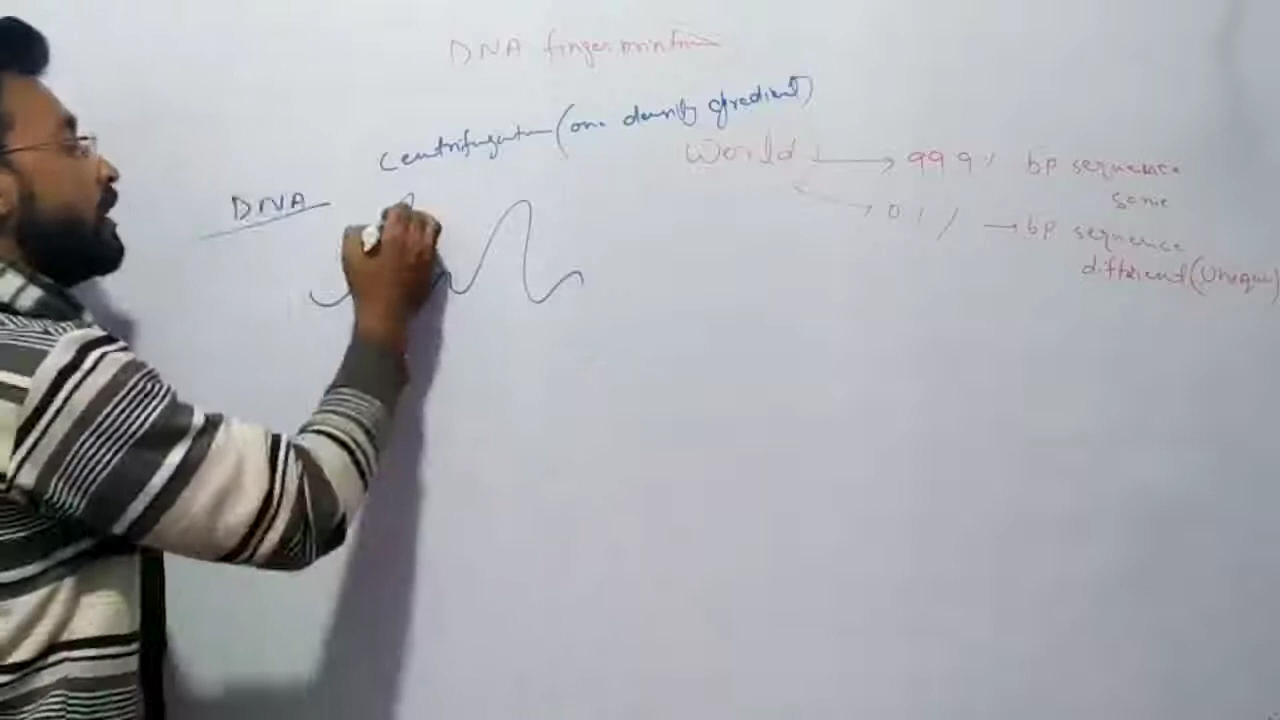 DNA fingerprinting
Centrifugation (on density gradient)
World → 99.9% bp sequence
same
DNA
0.1% → bp sequence
different (Unique)